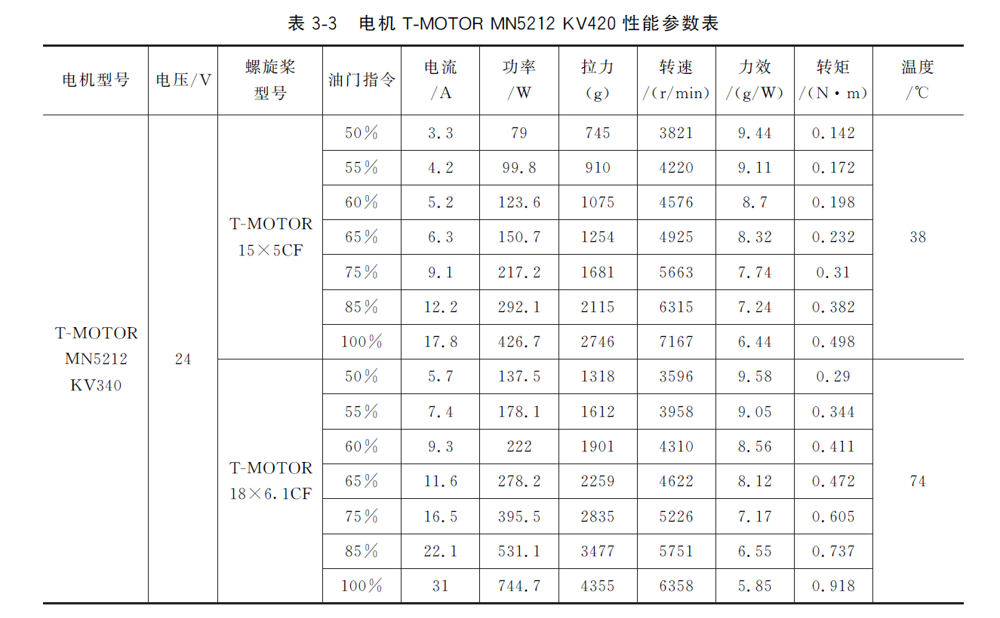 表 3-3 电机 T-MOTOR MN5212 KV420 性能参数表
电机型号 电压/V 螺旋桨型号 油门指令 电流/A 功率/W 拉力(g) 转速/(r/min) 力效/(g/W) 转矩/(N·m) 温度/℃
T-MOTOR MN5212 KV340 24 T-MOTOR 15×5CF 50% 3.3 79 745 3821 9.44 0.142 38
55% 4.2 99.8 910 4220 9.11 0.172
60% 5.2 123.6 1075 4576 8.7 0.198
65% 6.3 150.7 1254 4925 8.32 0.232
75% 9.1 217.2 1681 5663 7.74 0.31
85% 12.2 292.1 2115 6315 7.24 0.382
100% 17.8 426.7 2746 7167 6.44 0.498
T-MOTOR 18×6.1CF 50% 5.7 137.5 1318 3596 9.58 0.29 74
55% 7.4 178.1 1612 3958 9.05 0.344
60% 9.3 222 1901 4310 8.56 0.411
65% 11.6 278.2 2259 4622 8.12 0.472
75% 16.5 395.5 2835 5226 7.17 0.605
85% 22.1 531.1 3477 5751 6.55 0.737
100% 31 744.7 4355 6358 5.85 0.918